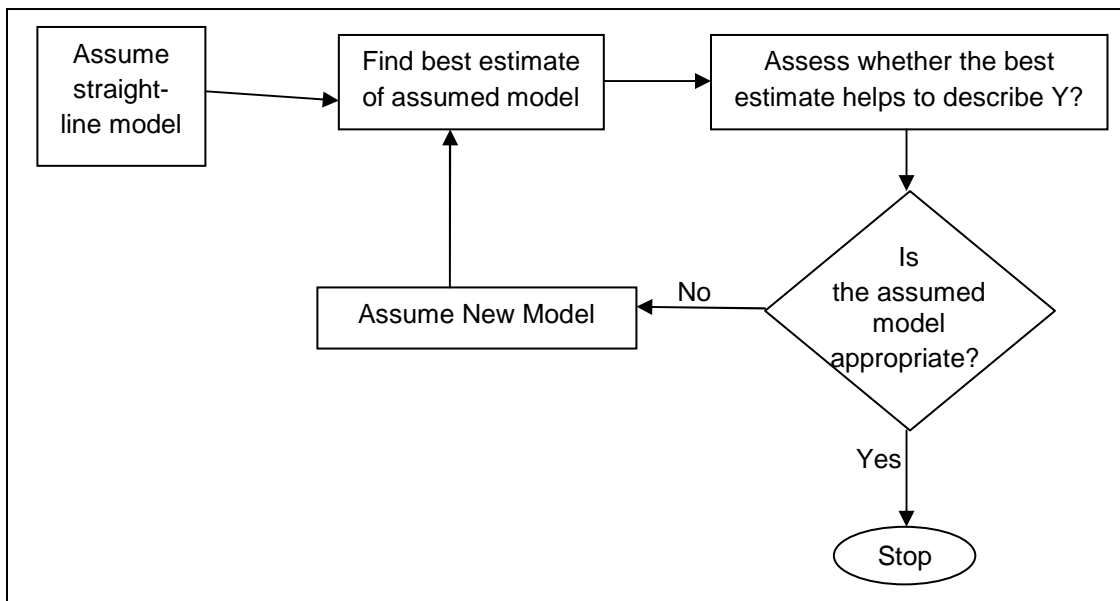 Assume
straight-
line model
Find best estimate
of assumed model
Assess whether the best
estimate helps to describe Y?
Is
the assumed
model
appropriate?
No
Assume New Model
Yes
Stop